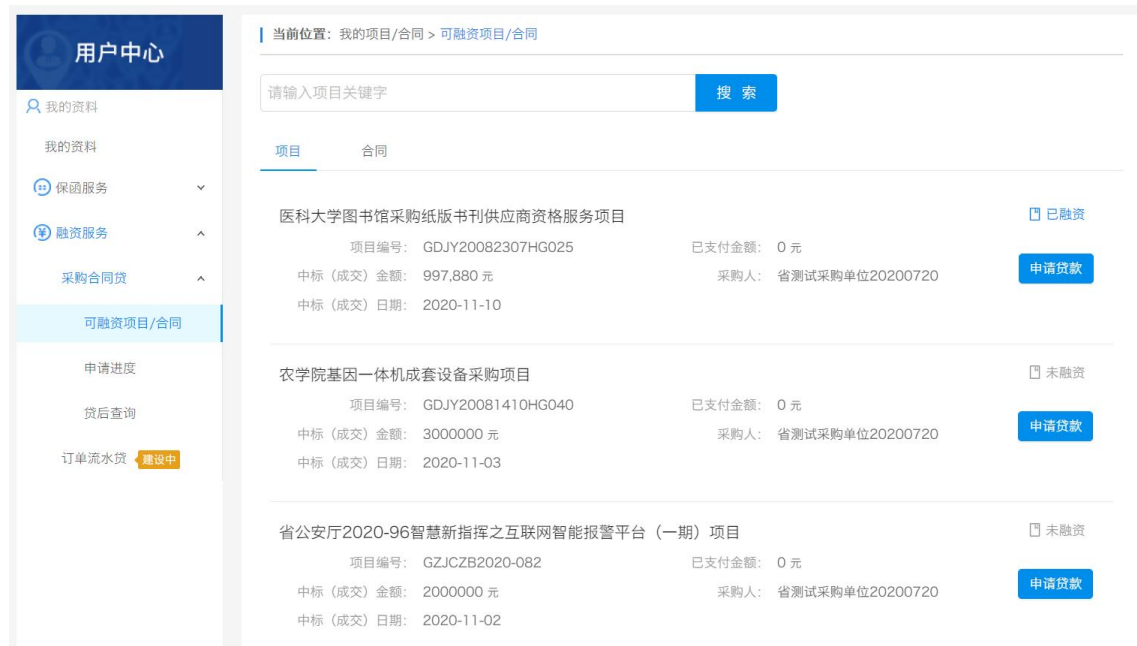 用户中心
我的资料
我的资料
保函服务
融资服务
采购合同贷
可融资项目/合同
申请进度
贷后查询
订单流水贷 建设中
当前位置：我的项目/合同 > 可融资项目/合同
请输入项目关键字 搜 索
项目 合同
医科大学图书馆采购纸版书刊供应商资格服务项目 已融资
项目编号： GDJY20082307HG025 已支付金额： 0 元
中标（成交）金额： 997,880 元 采购人： 省测试采购单位20200720 申请贷款
中标（成交）日期： 2020-11-10
农学院基因一体机成套设备采购项目 未融资
项目编号： GDJY20081410HG040 已支付金额： 0 元
中标（成交）金额： 3000000 元 采购人： 省测试采购单位20200720 申请贷款
中标（成交）日期： 2020-11-03
省公安厅2020-96智慧新指挥之互联网智能报警平台（一期）项目 未融资
项目编号： GZJCZB2020-082 已支付金额： 0 元
中标（成交）金额： 2000000 元 采购人： 省测试采购单位20200720 申请贷款
中标（成交）日期： 2020-11-02